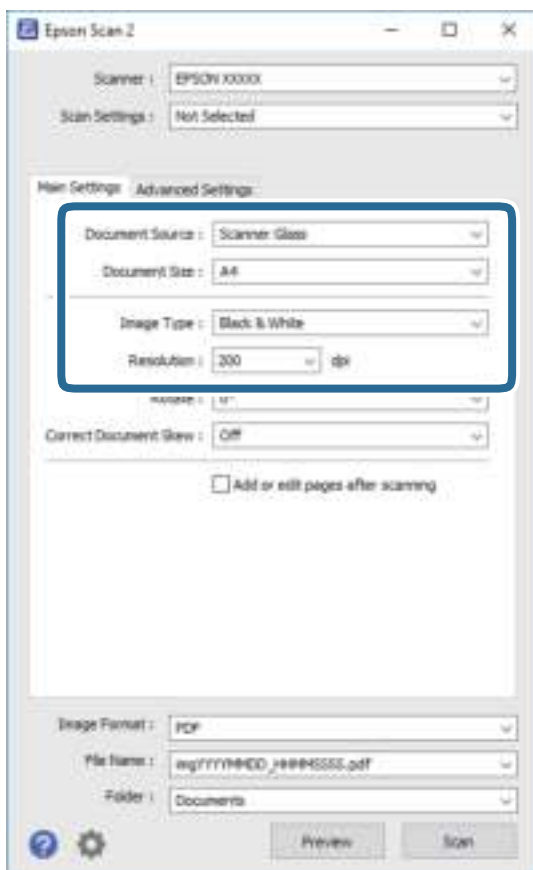 Epson Scan 2
Scanner : EPSON XXXXX
Scan Settings : Not Selected
Main Settings Advanced Settings
Document Source : Scanner Glass
Document Size : A4
Image Type : Black & White
Resolution : 200 dpi
Rotate : 0°
Correct Document Skew : Off
Add or edit pages after scanning
Image Format : PDF
File Name :
Folder : Documents
Preview Scan